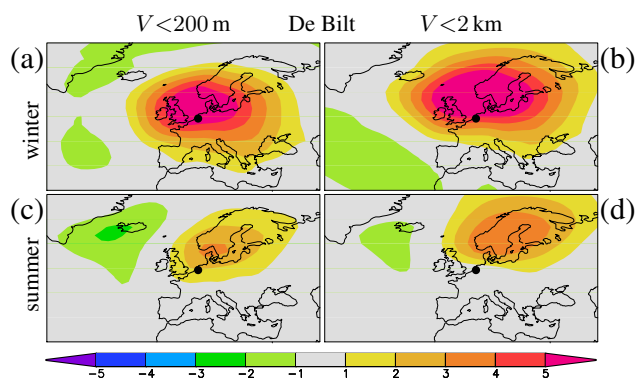 V<200 m De Bilt V<2 km
(a) (b)
winter
(c) (d)
summer
-5 -4 -3 -2 -1 1 2 3 4 5